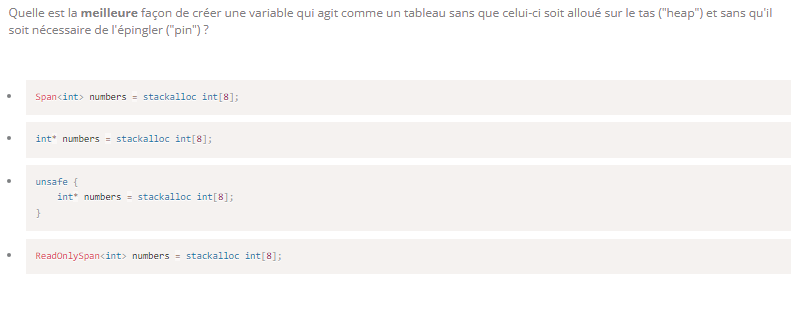 Quelle est la meilleure façon de créer une variable qui agit comme un tableau sans que celui-ci soit alloué sur le tas ("heap") et sans qu'il
soit nécessaire de l'épingler ("pin") ?
Span<int> numbers = stackalloc int[8];
int* numbers = stackalloc int[8];
unsafe {
    int* numbers = stackalloc int[8];
}
ReadOnlySpan<int> numbers = stackalloc int[8];